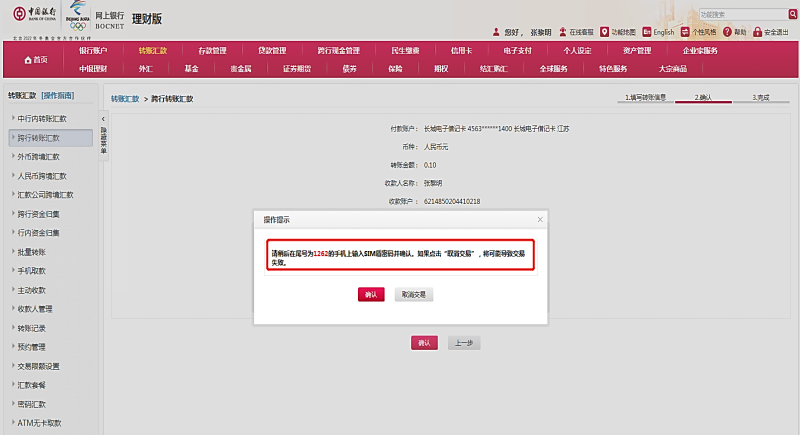 中国银行
BANK OF CHINA
BEIJING 2022
北京2022年冬奥会官方合作伙伴
网上银行
BOCNET
理财版
功能搜索
您好， 张黎明
在线客服
功能地图
En English
个性风格
帮助
安全退出
首页
银行账户 转账汇款 存款管理 贷款管理 跨行现金管理 民生缴费 信用卡 电子支付 个人设定 资产管理 企业家服务
中银理财 外汇 基金 贵金属 证券期货 债券 保险 期权 结汇购汇 全球服务 特色服务 大宗商品
转账汇款 [操作指南]
中行内转账汇款
跨行转账汇款
外币跨境汇款
人民币跨境汇款
汇款公司跨境汇款
跨行资金归集
行内资金归集
批量转账
手机取款
主动收款
收款人管理
转账记录
预约管理
交易限额设置
汇款套餐
密码汇款
ATM无卡取款
隐藏菜单
转账汇款 > 跨行转账汇款
1.填写转账信息
2.确认
3.完成
付款账户： 长城电子借记卡 4563******1400 长城电子借记卡 江苏
币种： 人民币元
转账金额： 0.10
收款人名称： 张黎明
收款账户： 6214850204410218
操作提示
X
请稍后在尾号为1262的手机上输入SIM盾密码并确认。如果点击“取消交易”，将可能导致交易
失败。
确认
取消交易
确认
上一步